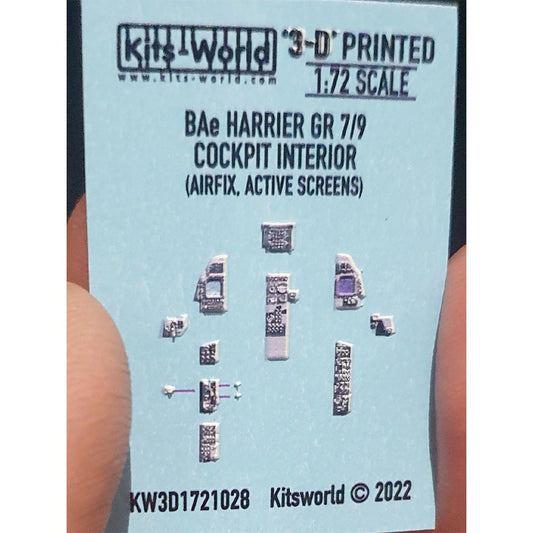 Kits-World "3-D" PRINTED
www.kits-world.com 1:72 SCALE
BAe HARRIER GR 7/9
COCKPIT INTERIOR
(AIRFIX, ACTIVE SCREENS)
KW3D1721028 Kitsworld © 2022